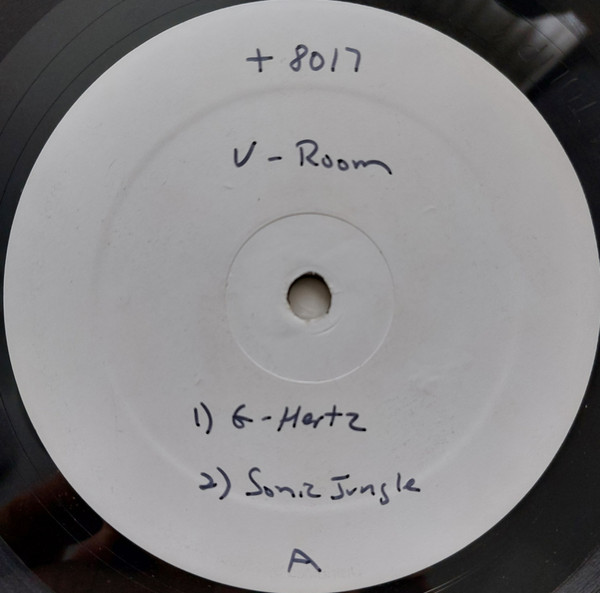 + 8017
V - Room
1) G-Hertz
2) Sonic Jungle
A